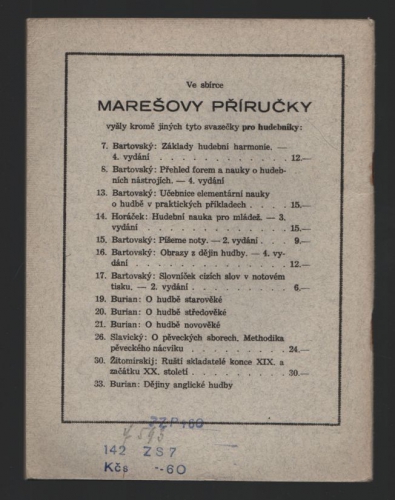 Ve sbírce
MAREŠOVY PŘÍRUČKY
vyšly kromě jiných tyto svazečky pro hudebníky:
7. Bartovský: Základy hudební harmonie. —
4. vydání . . . . . . . . . . . . 12.—
8. Bartovský: Přehled forem a nauky o hudeb-
ních nástrojích. — 4. vydání
13. Bartovský: Učebnice elementární nauky
o hudbě v praktických příkladech . . . . 15.—
14. Horáček: Hudební nauka pro mládež. — 3.
vydání . . . . . . . . . . . . . 15.—
15. Bartovský: Píšeme noty. — 2. vydání . . . 9.—
16. Bartovský: Obrazy z dějin hudby. — 4. vy-
dání . . . . . . . . . . . . . . 12.—
17. Bartovský: Slovníček cizích slov v notovém
tisku. — 2. vydání . . . . . . . . . 6.—
19. Burian: O hudbě starověké
20. Burian: O hudbě středověké
21. Burian: O hudbě novověké
26. Slavický: O pěveckých sborech. Methodika
pěveckého nácviku . . . . . . . . . 24.—
30. Žitomirskij: Ruští skladatelé konce XIX. a
začátku XX. století . . . . . . . . . 30.—
33. Burian: Dějiny anglické hudby
142 ZS7
Kčs -·60